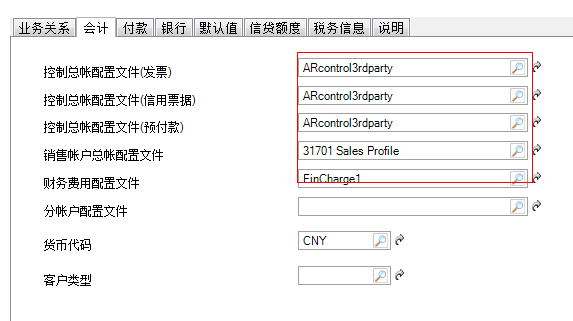 业务关系 会计 付款 银行 默认值 信贷额度 税务信息 说明
控制总帐配置文件(发票) ARcontrol3rdparty
控制总帐配置文件(信用票据) ARcontrol3rdparty
控制总帐配置文件(预付款) ARcontrol3rdparty
销售帐户总帐配置文件 31701 Sales Profile
财务费用配置文件 FinCharge1
分帐户配置文件
货币代码 CNY
客户类型